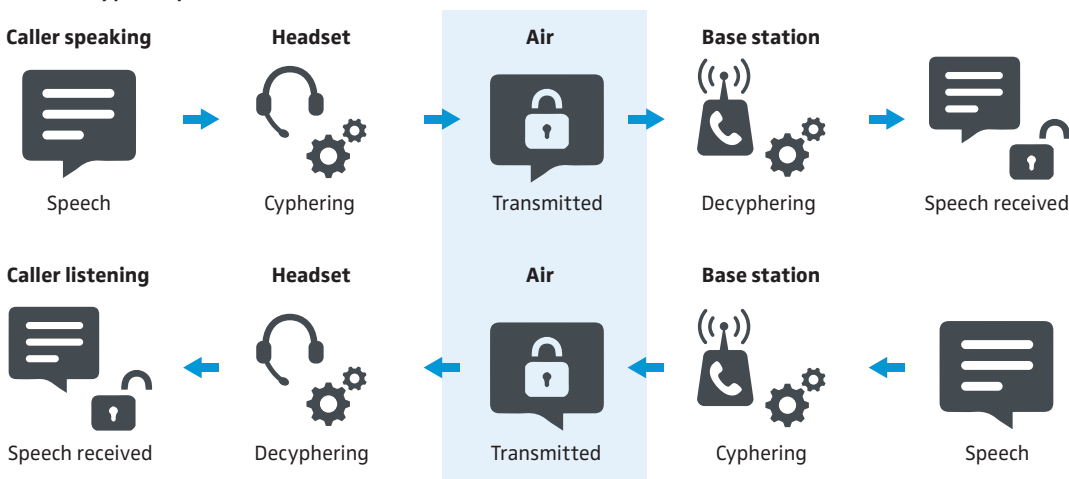 Caller speaking Headset Air Base station
Speech Cyphering Transmitted Decyphering Speech received
Caller listening Headset Air Base station
Speech received Decyphering Transmitted Cyphering Speech